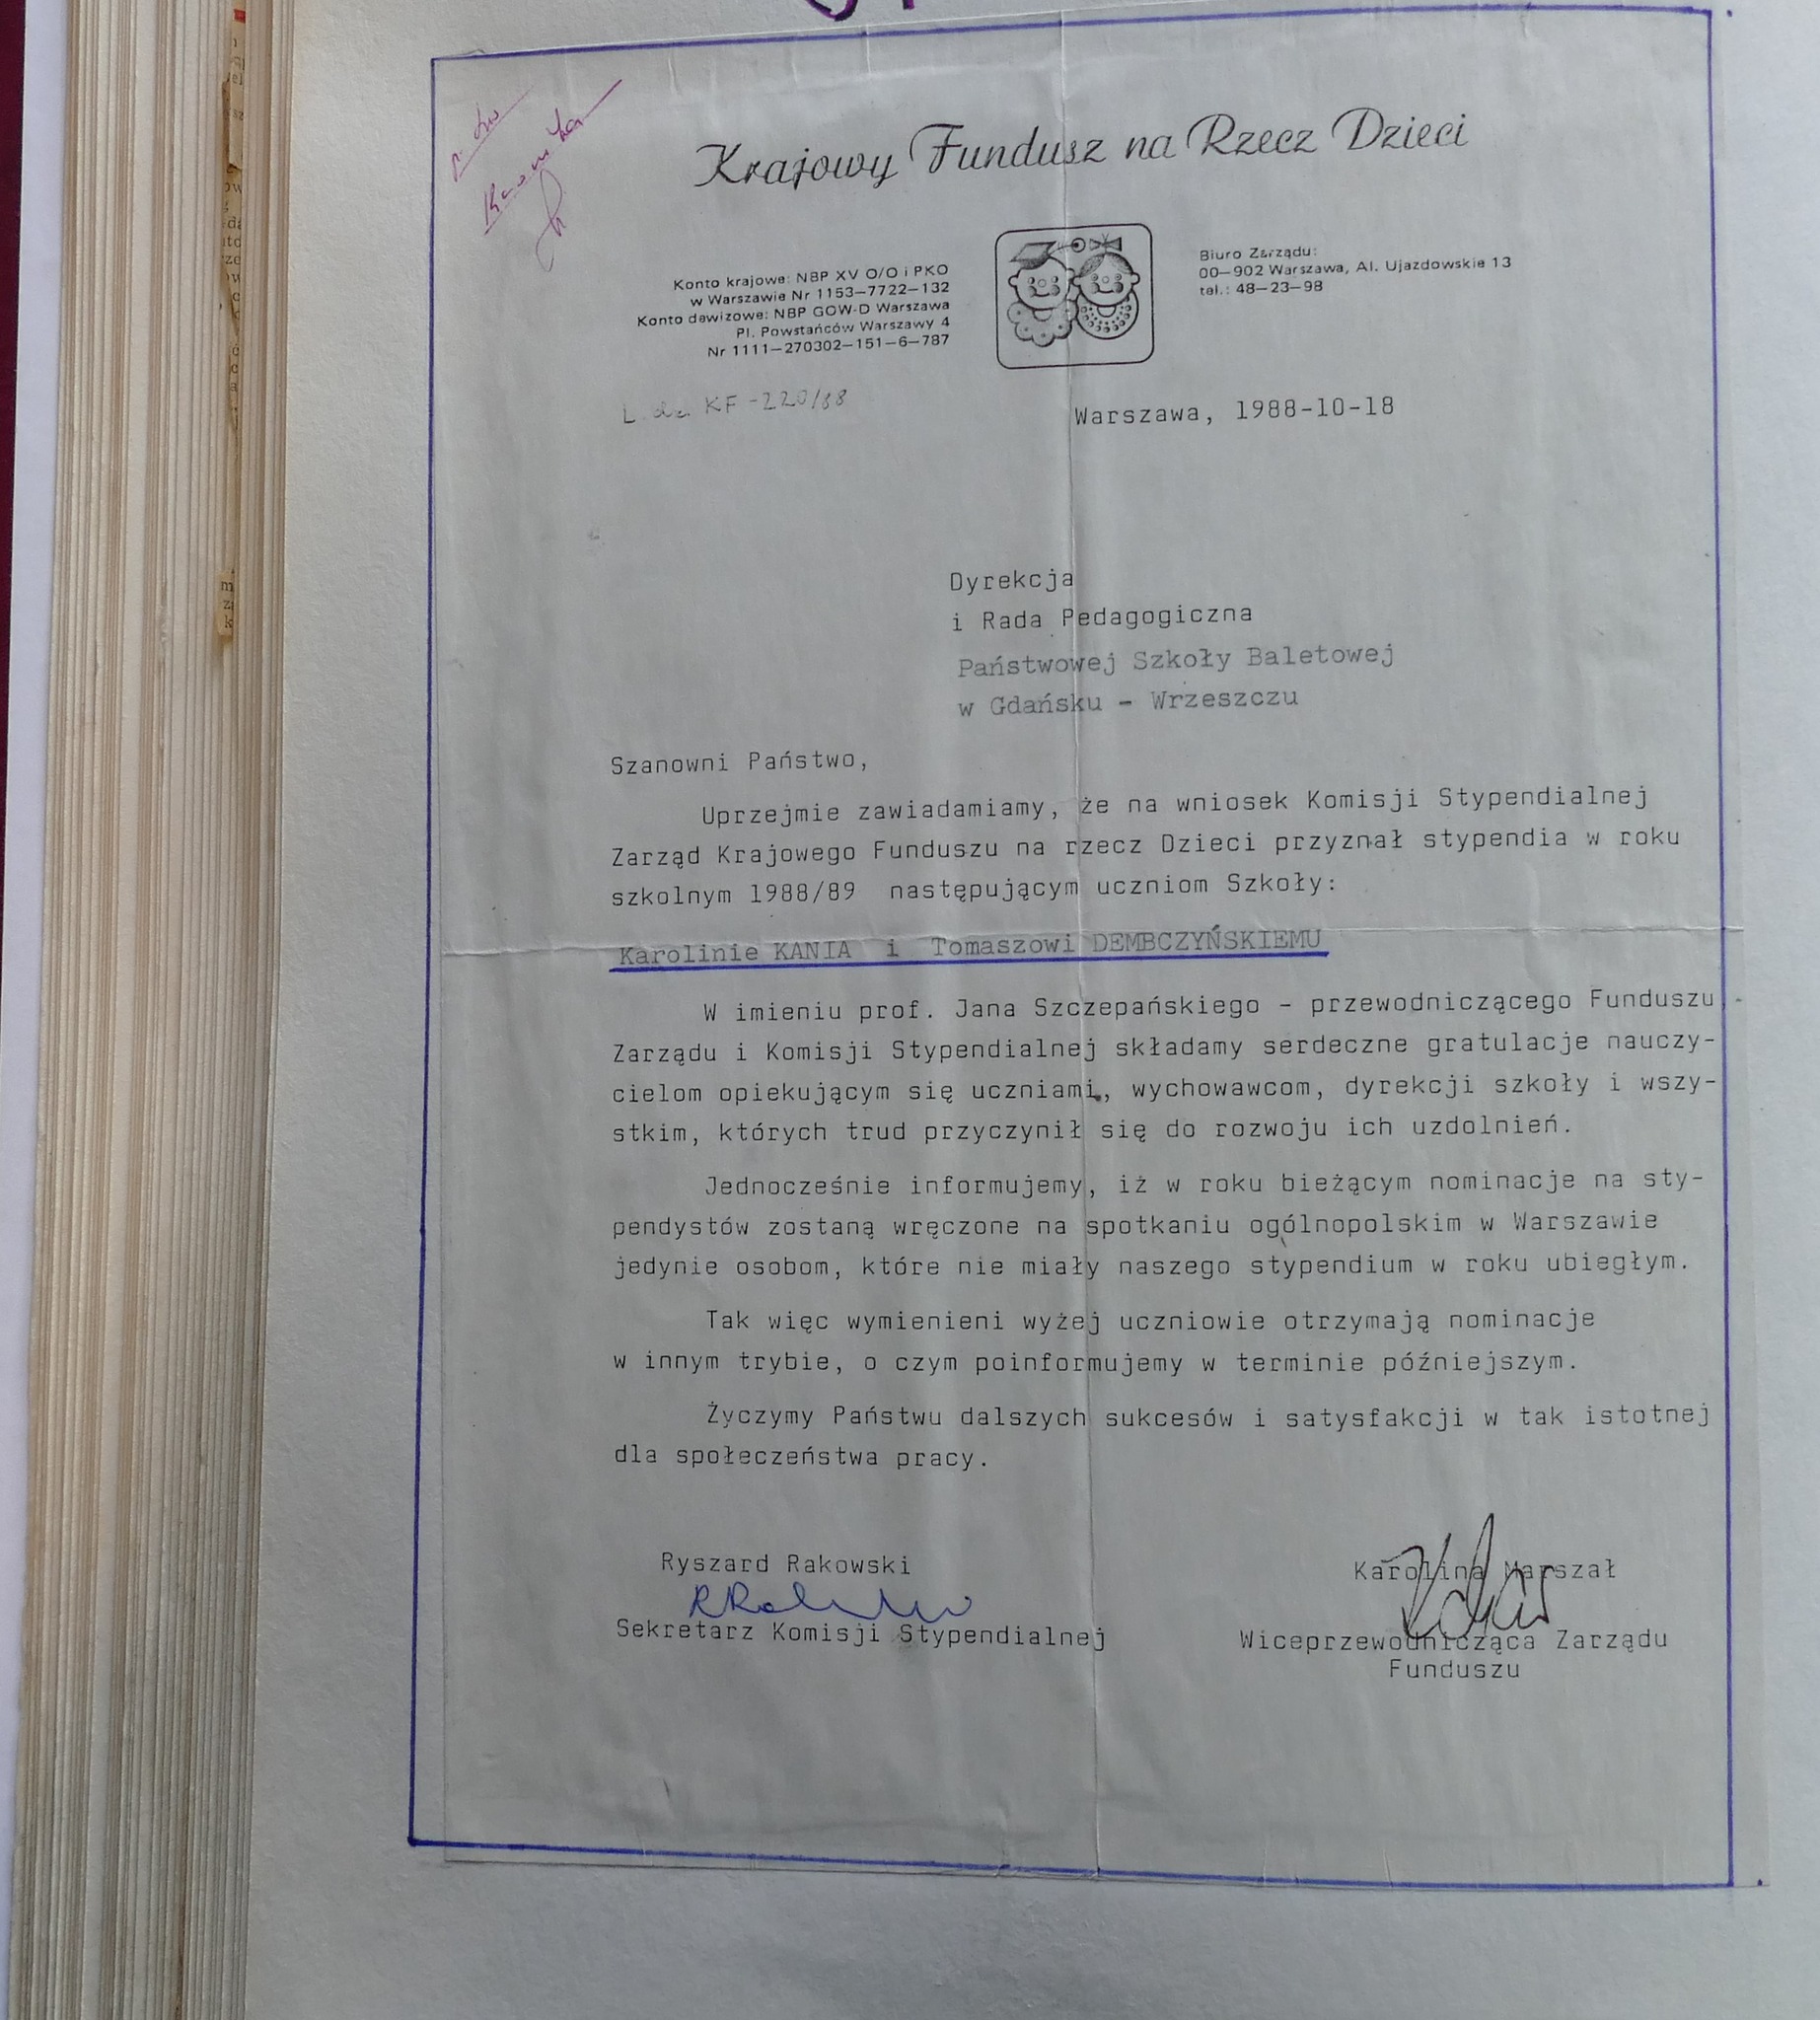 Krajowy Fundusz na Rzecz Dzieci
Konto krajowe: NBP XV O/O i PKO
w Warszawie Nr 1153—7722—132
Konto dewizowe: NBP GOW-D Warszawa
Pl. Powstańców Warszawy 4
Nr 1111—270302—151—6—787
Biuro Zarządu:
00—902 Warszawa, Al. Ujazdowskie 13
tel.: 48—23—98
L. dz. KF -220/88
Warszawa, 1988-10-18
Dyrekcja
i Rada Pedagogiczna
Państwowej Szkoły Baletowej
w Gdańsku - Wrzeszczu
Szanowni Państwo,
Uprzejmie zawiadamiamy, że na wniosek Komisji Stypendialnej
Zarząd Krajowego Funduszu na rzecz Dzieci przyznał stypendia w roku
szkolnym 1988/89 następującym uczniom Szkoły:
Karolinie KANIA i Tomaszowi DEMBCZYŃSKIEMU
W imieniu prof. Jana Szczepańskiego - przewodniczącego Funduszu,
Zarządu i Komisji Stypendialnej składamy serdeczne gratulacje nauczy-
cielom opiekującym się uczniami, wychowawcom, dyrekcji szkoły i wszy-
stkim, których trud przyczynił się do rozwoju ich uzdolnień.
Jednocześnie informujemy, iż w roku bieżącym nominacje na sty-
pendystów zostaną wręczone na spotkaniu ogólnopolskim w Warszawie
jedynie osobom, które nie miały naszego stypendium w roku ubiegłym.
Tak więc wymienieni wyżej uczniowie otrzymają nominacje
w innym trybie, o czym poinformujemy w terminie późniejszym.
Życzymy Państwu dalszych sukcesów i satysfakcji w tak istotnej
dla społeczeństwa pracy.
Ryszard Rakowski
Sekretarz Komisji Stypendialnej
Karolina Marszał
Wiceprzewodnicząca Zarządu
Funduszu